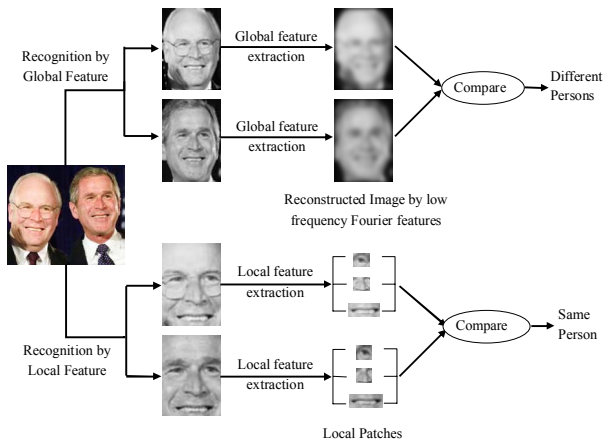 Recognition by
Global Feature
Global feature
extraction
Global feature
extraction
Compare
Different
Persons
Reconstructed Image by low
frequency Fourier features
Recognition by
Local Feature
Local feature
extraction
Local feature
extraction
Compare
Same
Person
Local Patches